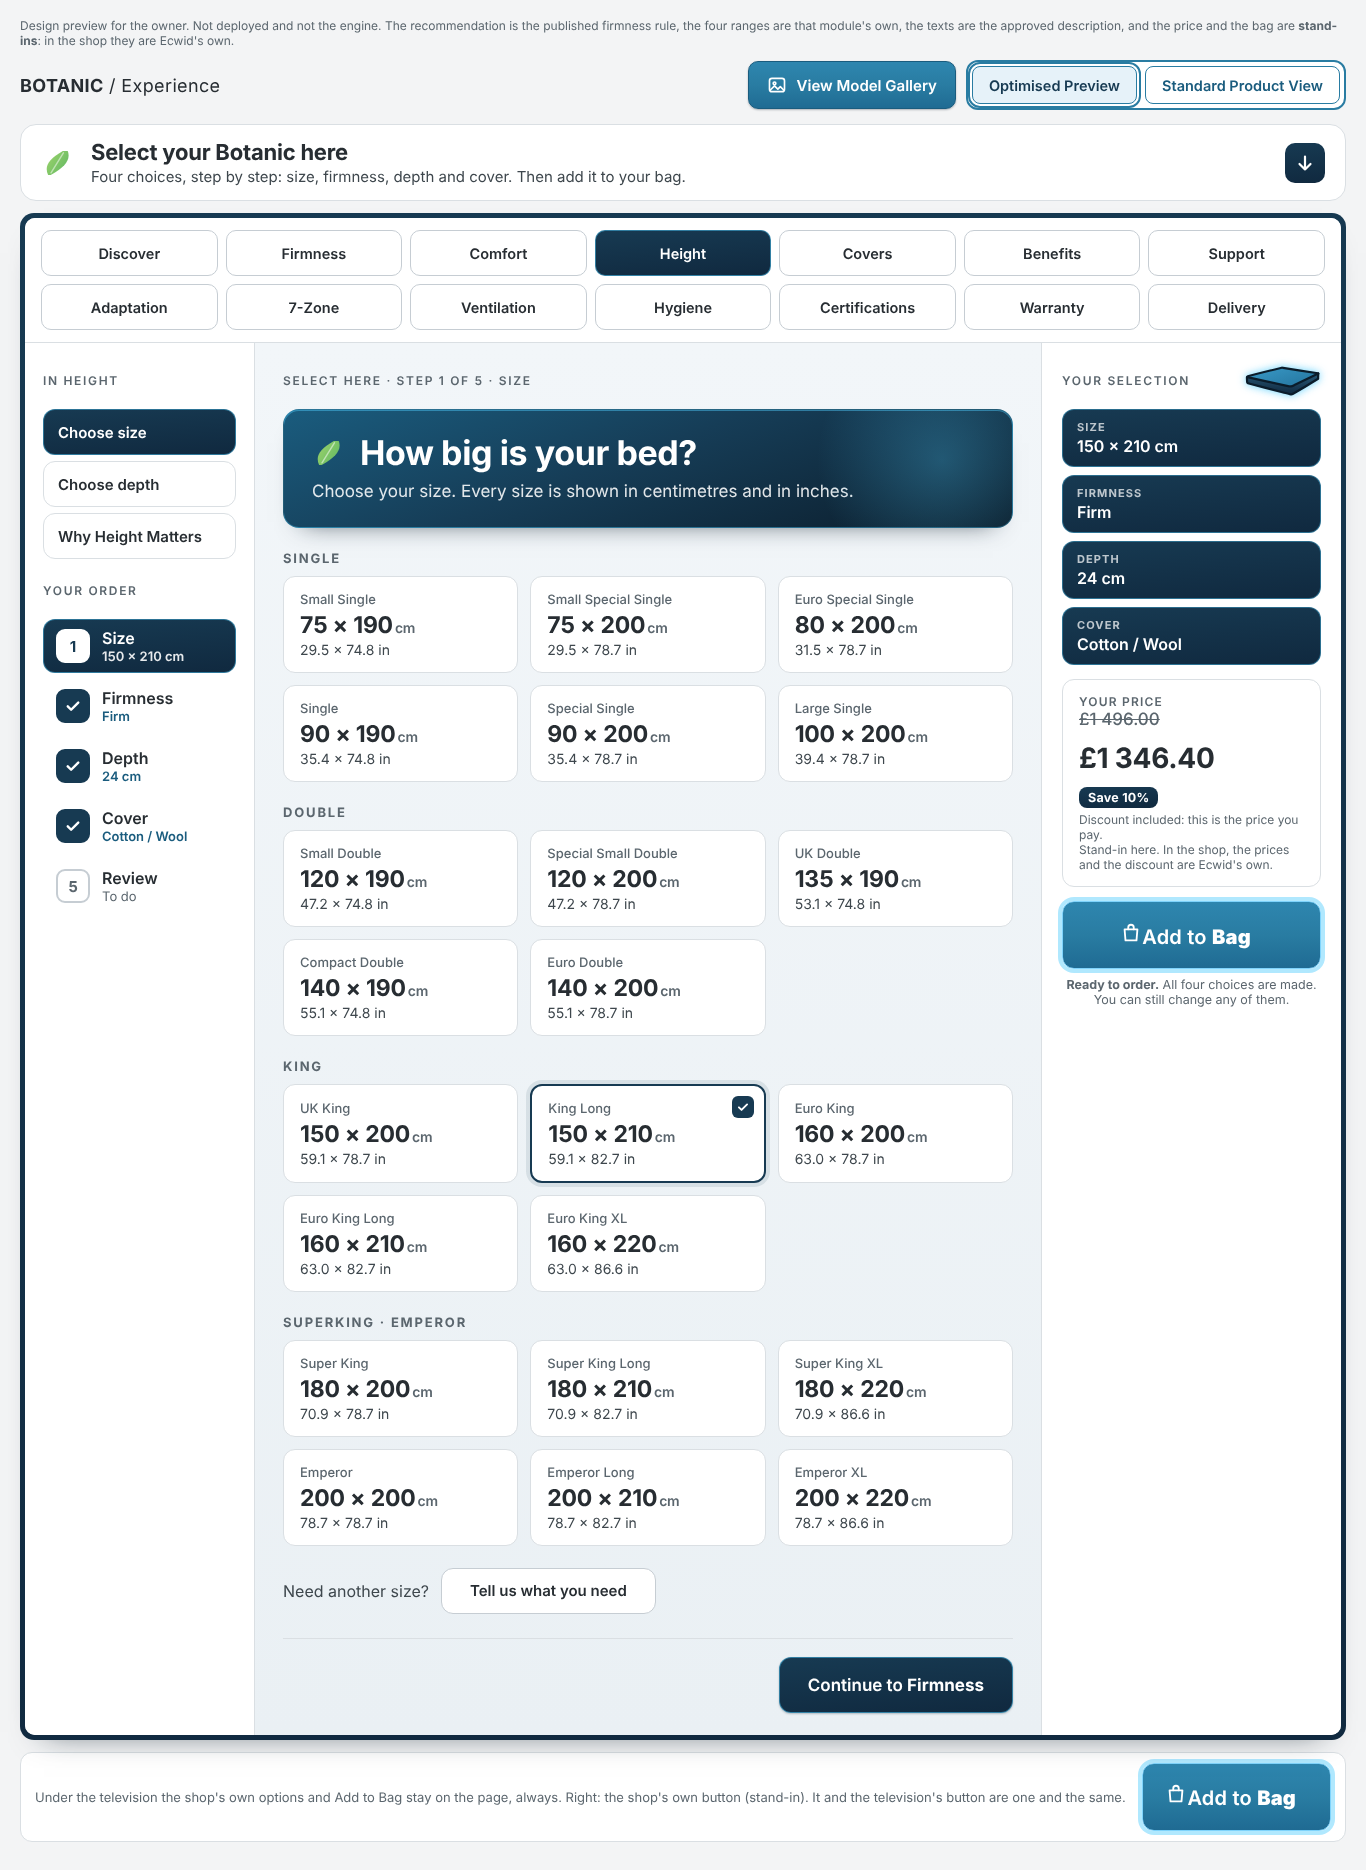 Design preview for the owner. Not deployed and not the engine. The recommendation is the published firmness rule, the four ranges are that module's own, the texts are the approved description, and the price and the bag are stand-
ins: in the shop they are Ecwid's own.
BOTANIC / Experience
View Model Gallery
Optimised Preview
Standard Product View
Select your Botanic here
Four choices, step by step: size, firmness, depth and cover. Then add it to your bag.
Discover
Firmness
Comfort
Height
Covers
Benefits
Support
Adaptation
7-Zone
Ventilation
Hygiene
Certifications
Warranty
Delivery
IN HEIGHT
Choose size
Choose depth
Why Height Matters
YOUR ORDER
1
Size
150 × 210 cm
Firmness
Firm
Depth
24 cm
Cover
Cotton / Wool
5
Review
To do
SELECT HERE · STEP 1 OF 5 · SIZE
How big is your bed?
Choose your size. Every size is shown in centimetres and in inches.
SINGLE
Small Single
75 × 190 cm
29.5 × 74.8 in
Small Special Single
75 × 200 cm
29.5 × 78.7 in
Euro Special Single
80 × 200 cm
31.5 × 78.7 in
Single
90 × 190 cm
35.4 × 74.8 in
Special Single
90 × 200 cm
35.4 × 78.7 in
Large Single
100 × 200 cm
39.4 × 78.7 in
DOUBLE
Small Double
120 × 190 cm
47.2 × 74.8 in
Special Small Double
120 × 200 cm
47.2 × 78.7 in
UK Double
135 × 190 cm
53.1 × 74.8 in
Compact Double
140 × 190 cm
55.1 × 74.8 in
Euro Double
140 × 200 cm
55.1 × 78.7 in
KING
UK King
150 × 200 cm
59.1 × 78.7 in
King Long
150 × 210 cm
59.1 × 82.7 in
Euro King
160 × 200 cm
63.0 × 78.7 in
Euro King Long
160 × 210 cm
63.0 × 82.7 in
Euro King XL
160 × 220 cm
63.0 × 86.6 in
SUPERKING · EMPEROR
Super King
180 × 200 cm
70.9 × 78.7 in
Super King Long
180 × 210 cm
70.9 × 82.7 in
Super King XL
180 × 220 cm
70.9 × 86.6 in
Emperor
200 × 200 cm
78.7 × 78.7 in
Emperor Long
200 × 210 cm
78.7 × 82.7 in
Emperor XL
200 × 220 cm
78.7 × 86.6 in
Need another size?
Tell us what you need
Continue to Firmness
YOUR SELECTION
SIZE
150 × 210 cm
FIRMNESS
Firm
DEPTH
24 cm
COVER
Cotton / Wool
YOUR PRICE
£1 496.00
£1 346.40
Save 10%
Discount included: this is the price you
pay.
Stand-in here. In the shop, the prices
and the discount are Ecwid's own.
Add to Bag
Ready to order. All four choices are made.
You can still change any of them.
Under the television the shop's own options and Add to Bag stay on the page, always. Right: the shop's own button (stand-in). It and the television's button are one and the same.
Add to Bag